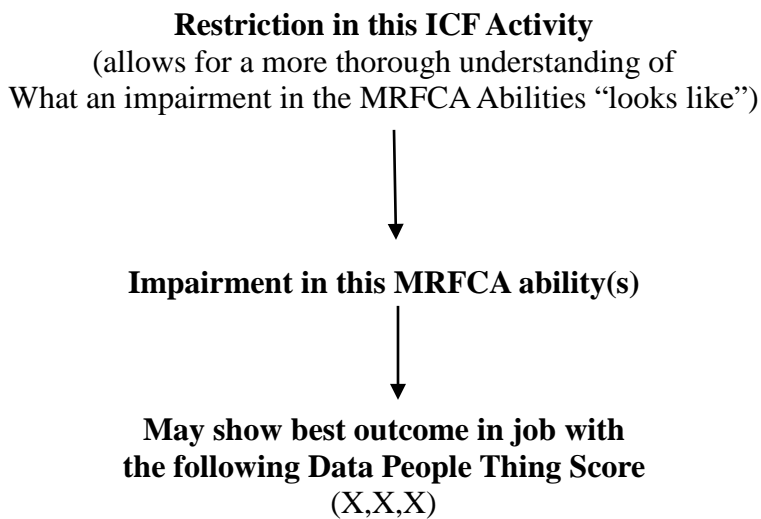 Restriction in this ICF Activity
(allows for a more thorough understanding of
What an impairment in the MRFCA Abilities “looks like”)
Impairment in this MRFCA ability(s)
May show best outcome in job with
the following Data People Thing Score
(X,X,X)